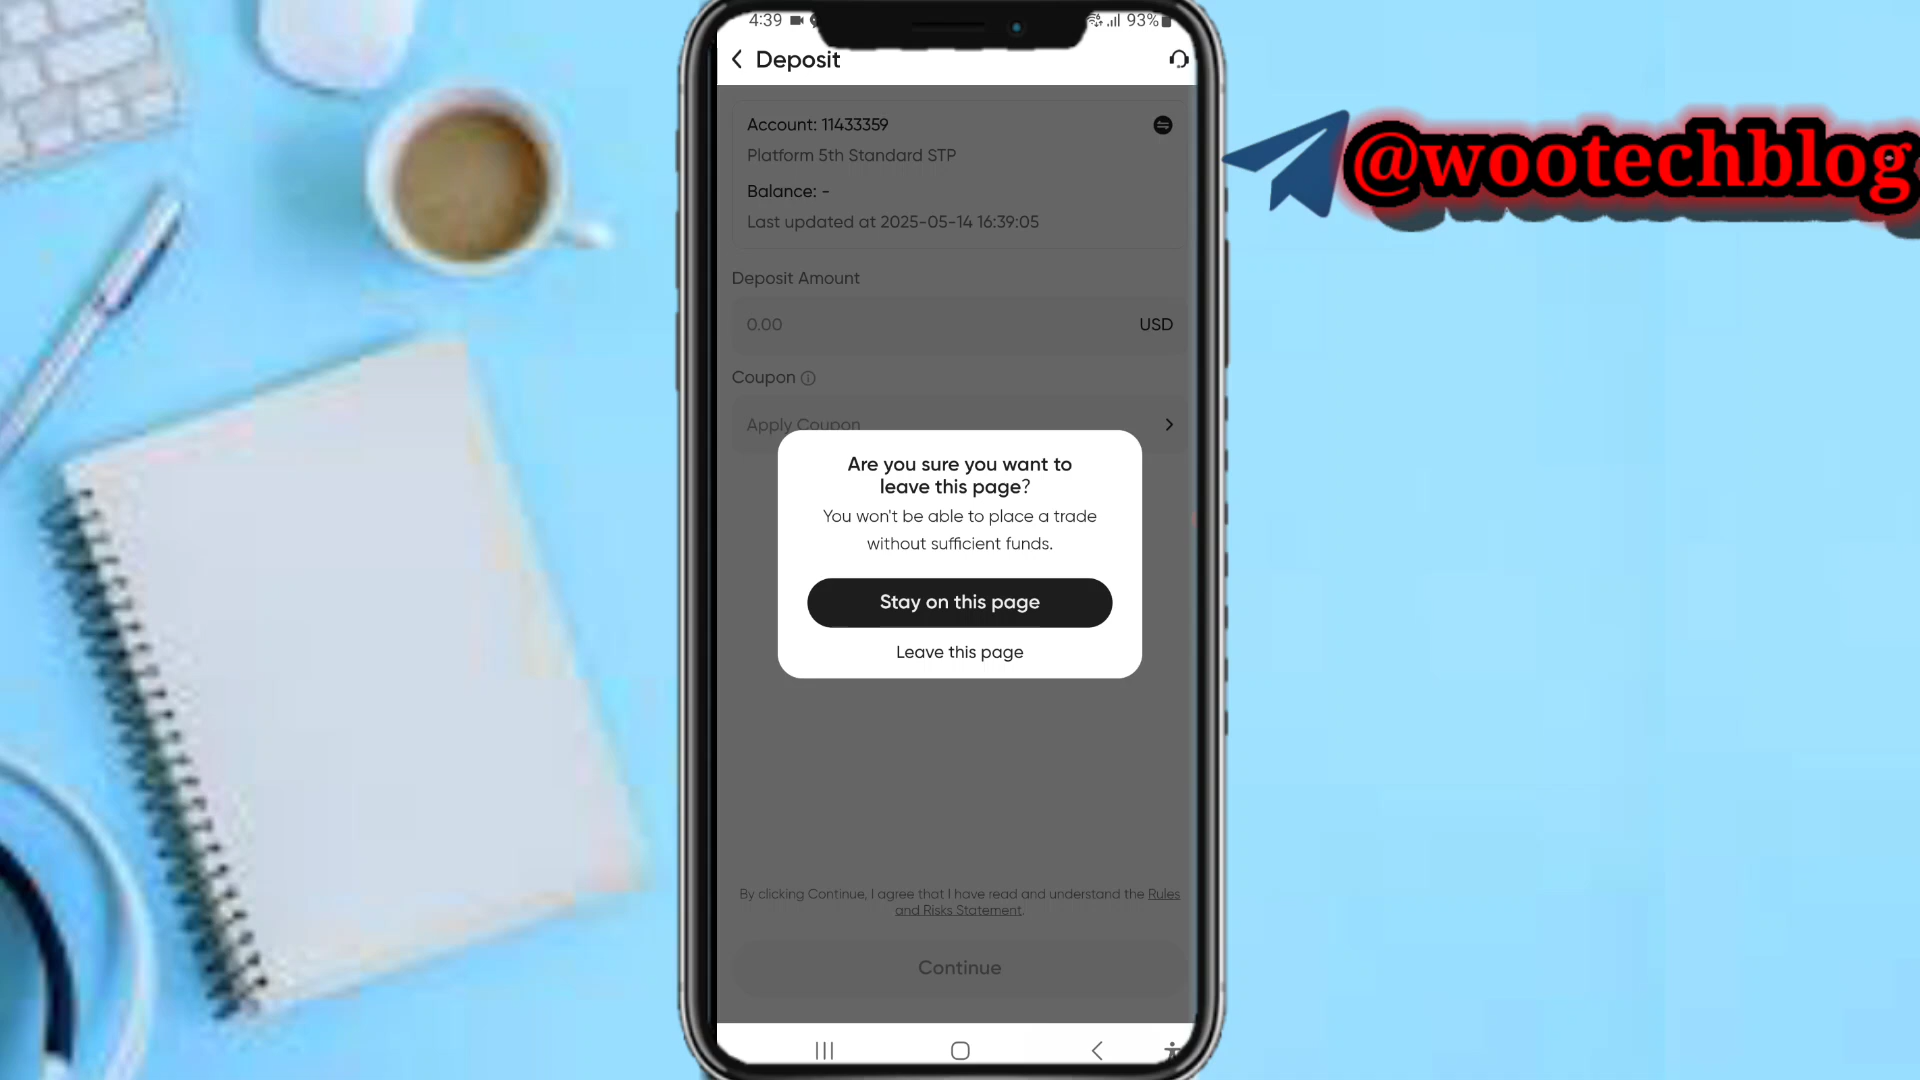 4:39
93%
Deposit
@wootechblog
Account: 11433359
Platform 5th Standard STP
Balance: -
Last updated at 2025-05-14 16:39:05
Deposit Amount
0.00 USD
Coupon
Apply Coupon
Are you sure you want to
leave this page?
You won't be able to place a trade
without sufficient funds.
Stay on this page
Leave this page
By clicking Continue, I agree that I have read and understand the Rules
and Risks Statement.
Continue